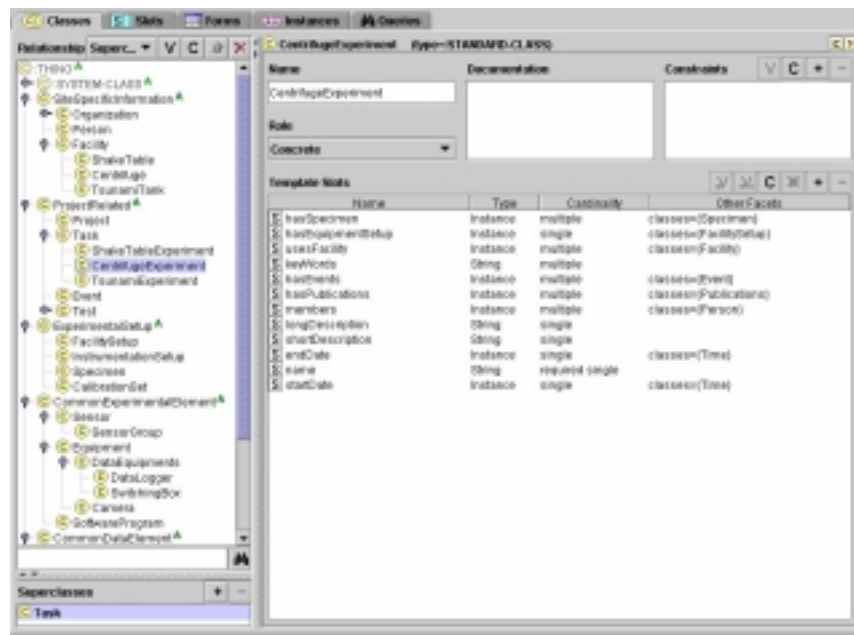 Classes Slots Forms Instances Queries
Relationship Superc... V C X
:THING A
:SYSTEM-CLASS A
SiteSpecificInformation A
Organization
Person
Facility
ShakeTable
Centrifuge
TsunamiTank
ProjectRelated A
Project
Task
ShakeTableExperiment
CentrifugeExperiment
TsunamiExperiment
Event
Test
ExperimentalSetup A
FacilitySetup
InstrumentationSetup
Specimen
CalibrationSet
CommonExperimentalElement A
Sensor
SensorGroup
Equipment
DataEquipments
DataLogger
SwitchingBox
Camera
SoftwareProgram
CommonDataElement A
Superclasses + -
Task
CentrifugeExperiment (type=STANDARD-CLASS)
Name Documentation Constraints V C + -
CentrifugeExperiment
Role
Concrete
Template Slots V C X + -
Name Type Cardinality Other Facets
hasSpecimen Instance multiple classes={Specimen}
hasEquipmentSetup Instance single classes={FacilitySetup}
usesFacility Instance multiple classes={Facility}
keyWords String multiple
hasEvents Instance multiple classes={Event}
hasPublications Instance multiple classes={Publications}
members Instance multiple classes={Person}
longDescription String single
shortDescription String single
endDate Instance single classes={Time}
name String required single
startDate Instance single classes={Time}